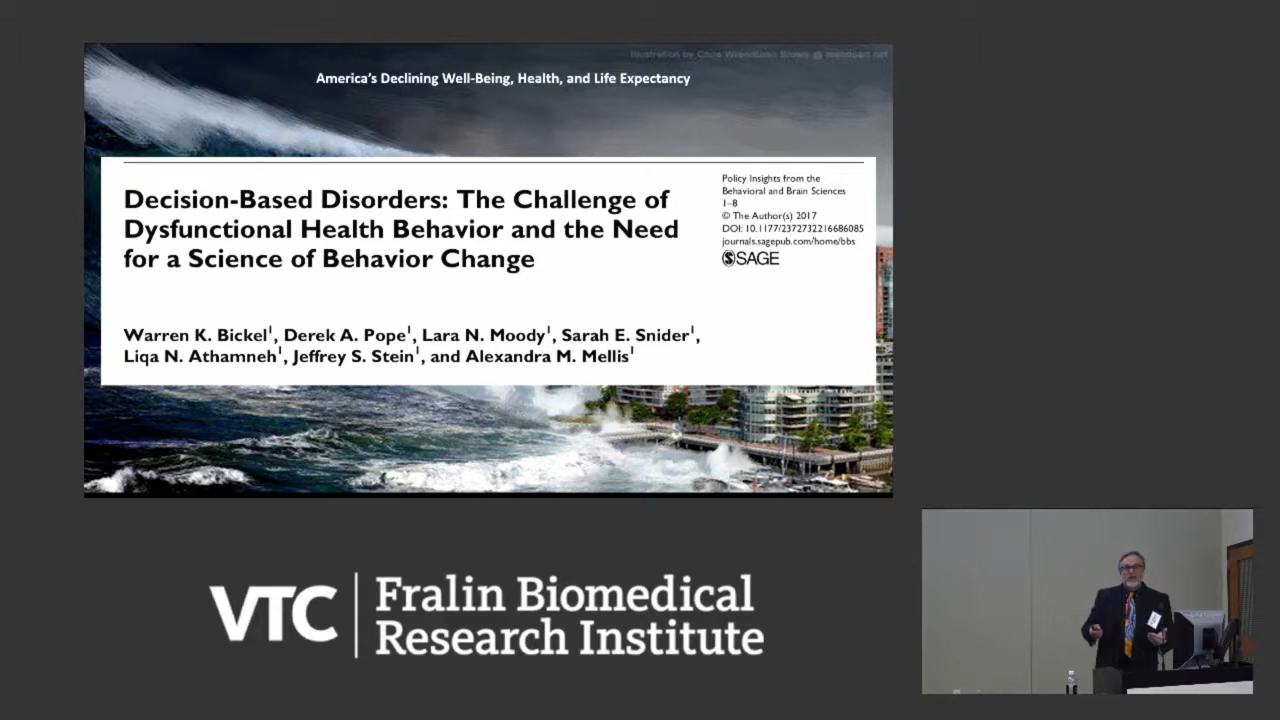 America's Declining Well-Being, Health, and Life Expectancy
Decision-Based Disorders: The Challenge of
Dysfunctional Health Behavior and the Need
for a Science of Behavior Change
Policy Insights from the
Behavioral and Brain Sciences
1–8
© The Author(s) 2017
DOI: 10.1177/2372732216686085
journals.sagepub.com/home/bbs
SAGE
Warren K. Bickel¹, Derek A. Pope¹, Lara N. Moody¹, Sarah E. Snider¹,
Liqa N. Athamneh¹, Jeffrey S. Stein¹, and Alexandra M. Mellis¹
VTC
Fralin Biomedical
Research Institute